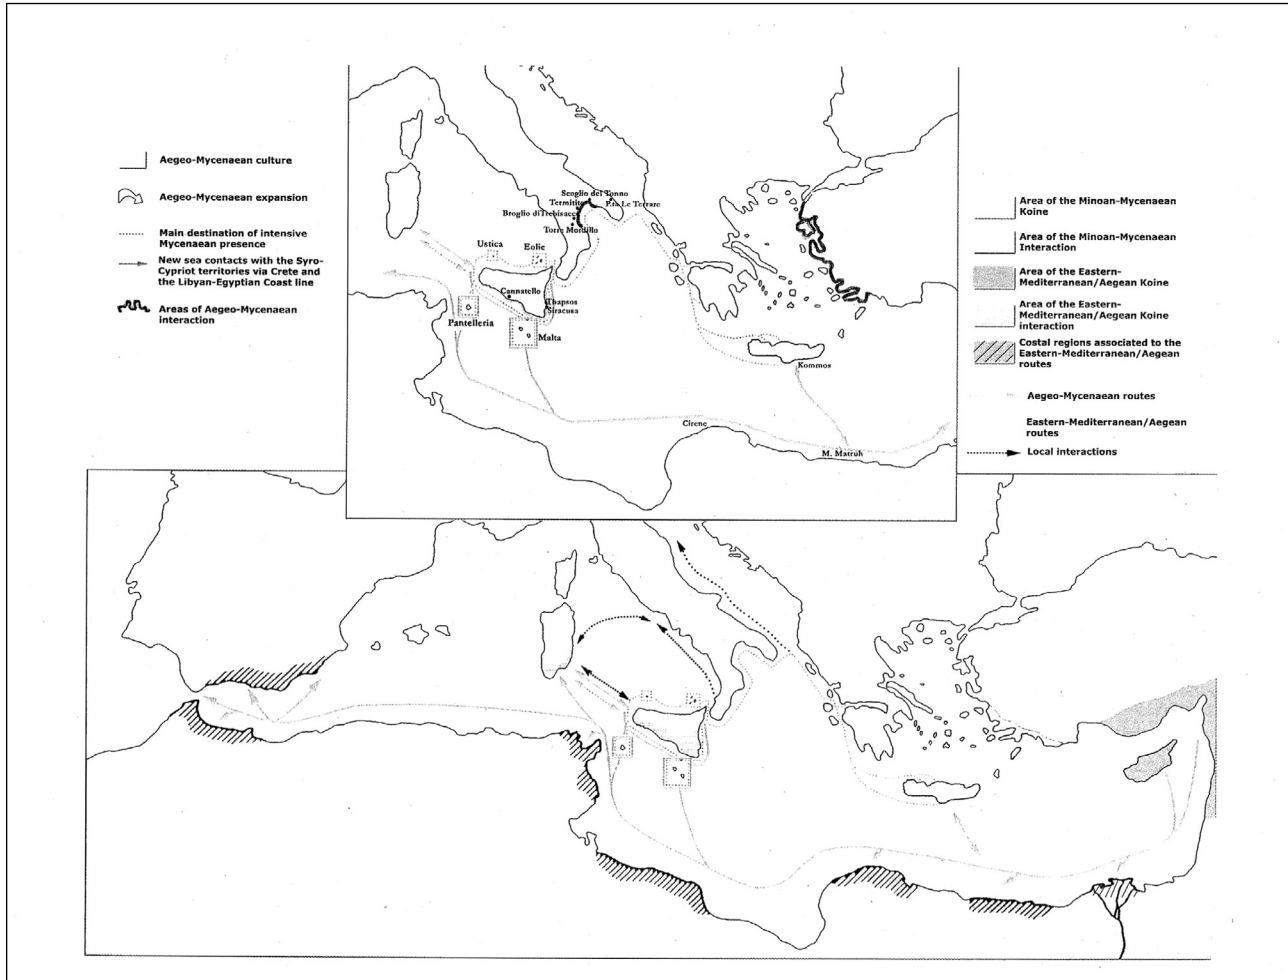 Aegeo-Mycenaean culture
Aegeo-Mycenaean expansion
Main destination of intensive
Mycenaean presence
New sea contacts with the Syro-
Cypriot territories via Crete and
the Libyan-Egyptian Coast line
Areas of Aegeo-Mycenaean
interaction
Scoglio del Tonno
Termitito
P.ta Le Terrare
Broglio di Trebisacce
Torre Mordillo
Ustica
Eolie
Cannatello
Thapsos
Siracusa
Pantelleria
Malta
Kommos
Cirene
M. Matruh
Area of the Minoan-Mycenaean
Koine
Area of the Minoan-Mycenaean
Interaction
Area of the Eastern-
Mediterranean/Aegean Koine
Area of the Eastern-
Mediterranean/Aegean Koine
interaction
Costal regions associated to the
Eastern-Mediterranean/Aegean
routes
Aegeo-Mycenaean routes
Eastern-Mediterranean/Aegean
routes
Local interactions